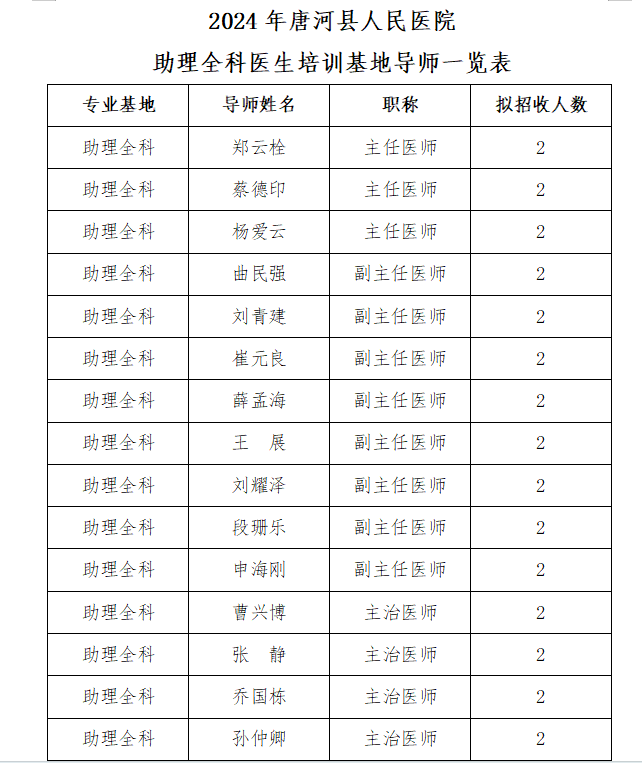 2024 年唐河县人民医院
助理全科医生培训基地导师一览表
专业基地 导师姓名 职称 拟招收人数
助理全科 郑云栓 主任医师 2
助理全科 蔡德印 主任医师 2
助理全科 杨爱云 主任医师 2
助理全科 曲民强 副主任医师 2
助理全科 刘青建 副主任医师 2
助理全科 崔元良 副主任医师 2
助理全科 薛孟海 副主任医师 2
助理全科 王 展 副主任医师 2
助理全科 刘耀泽 副主任医师 2
助理全科 段珊乐 副主任医师 2
助理全科 申海刚 副主任医师 2
助理全科 曹兴博 主治医师 2
助理全科 张 静 主治医师 2
助理全科 乔国栋 主治医师 2
助理全科 孙仲卿 主治医师 2